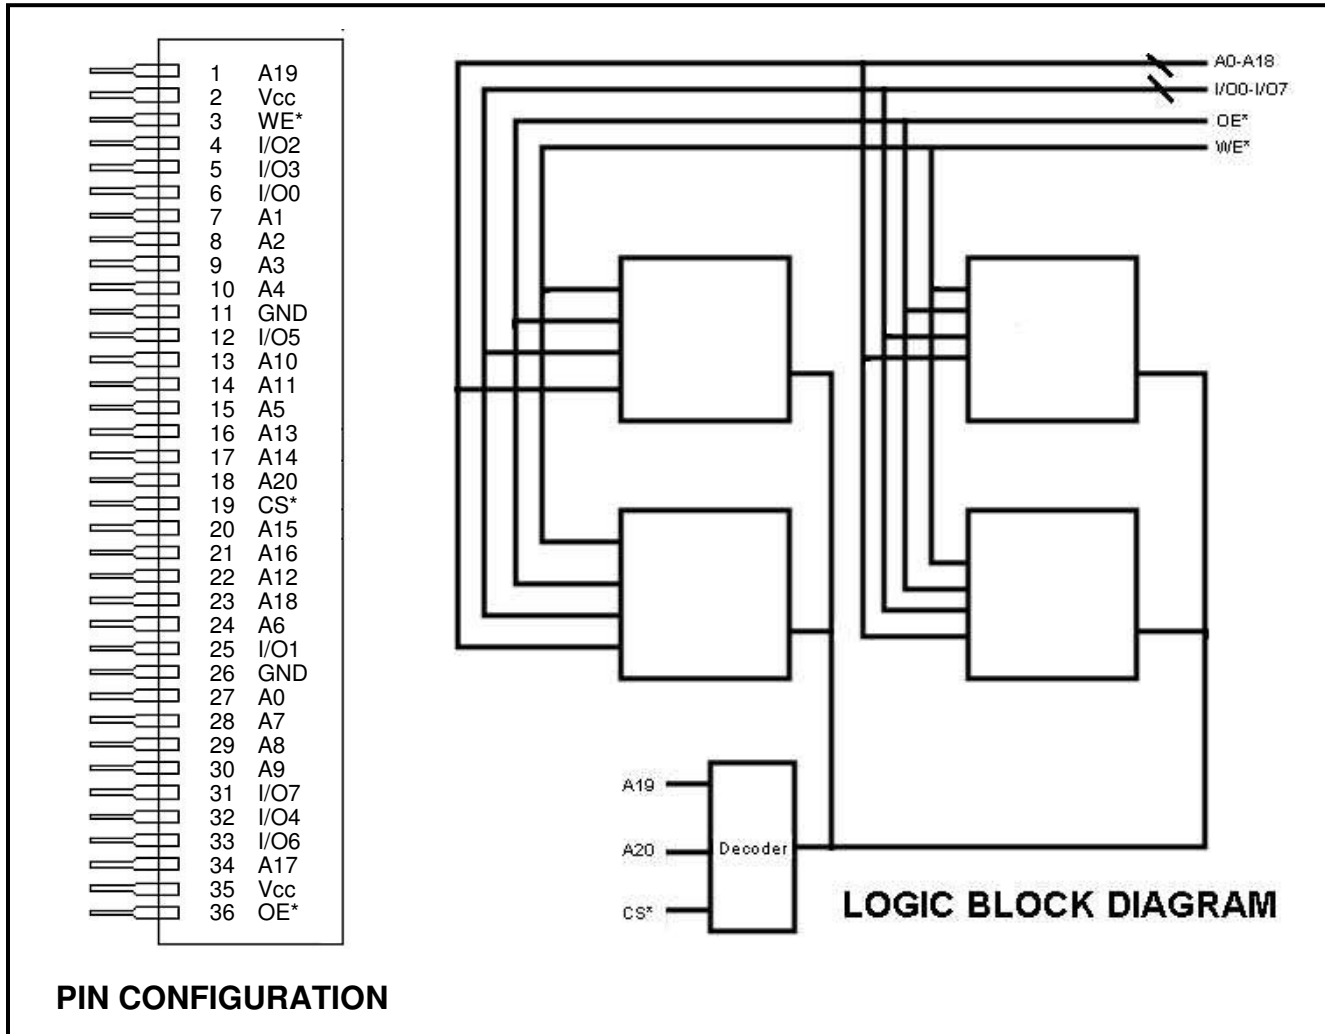 1 A19
2 Vcc
3 WE*
4 I/O2
5 I/O3
6 I/O0
7 A1
8 A2
9 A3
10 A4
11 GND
12 I/O5
13 A10
14 A11
15 A5
16 A13
17 A14
18 A20
19 CS*
20 A15
21 A16
22 A12
23 A18
24 A6
25 I/O1
26 GND
27 A0
28 A7
29 A8
30 A9
31 I/O7
32 I/O4
33 I/O6
34 A17
35 Vcc
36 OE*
PIN CONFIGURATION
A0-A18
I/O0-I/O7
OE*
WE*
A19
A20
CS*
Decoder
LOGIC BLOCK DIAGRAM